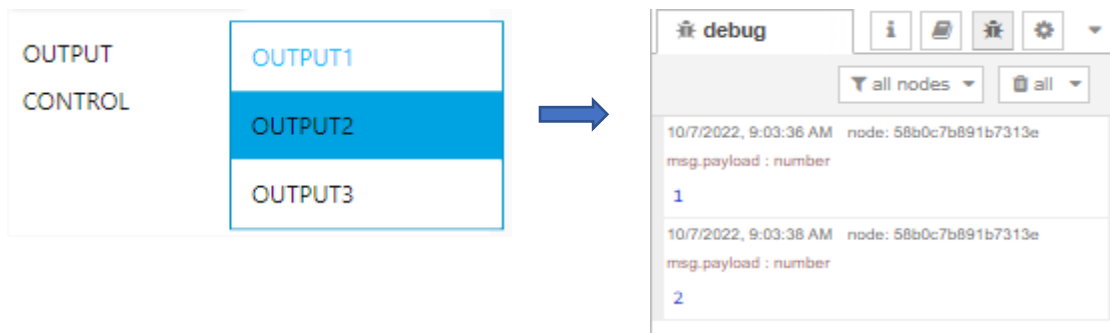 OUTPUT
CONTROL
OUTPUT1
OUTPUT2
OUTPUT3
debug
i
all nodes
all
10/7/2022, 9:03:36 AM node: 58b0c7b891b7313e
msg.payload : number
1
10/7/2022, 9:03:38 AM node: 58b0c7b891b7313e
msg.payload : number
2